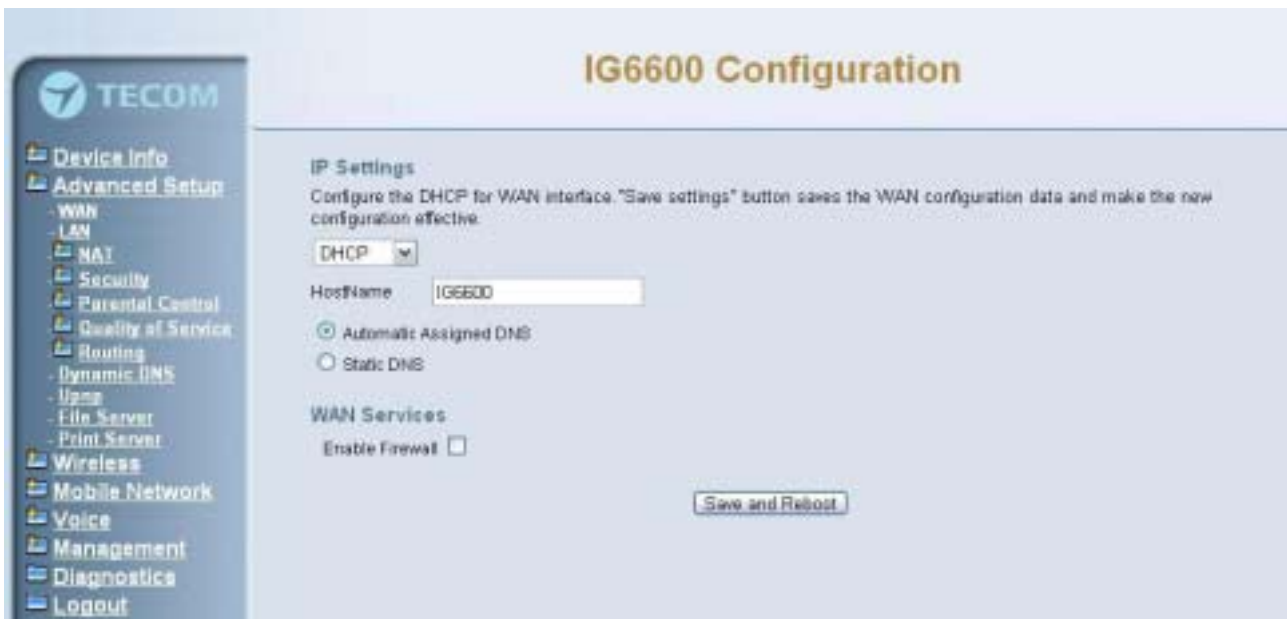 IG6600 Configuration
TECOM
Device Info
Advanced Setup
- WAN
- LAN
NAT
Security
Parental Control
Quality of Service
Routing
- Dynamic DNS
- Upnp
- File Server
- Print Server
Wireless
Mobile Network
Voice
Management
Diagnostics
Logout
IP Settings
Configure the DHCP for WAN interface. "Save settings" button saves the WAN configuration data and make the new
configuration effective.
DHCP
HostName IG6600
Automatic Assigned DNS
Static DNS
WAN Services
Enable Firewall
Save and Reboot